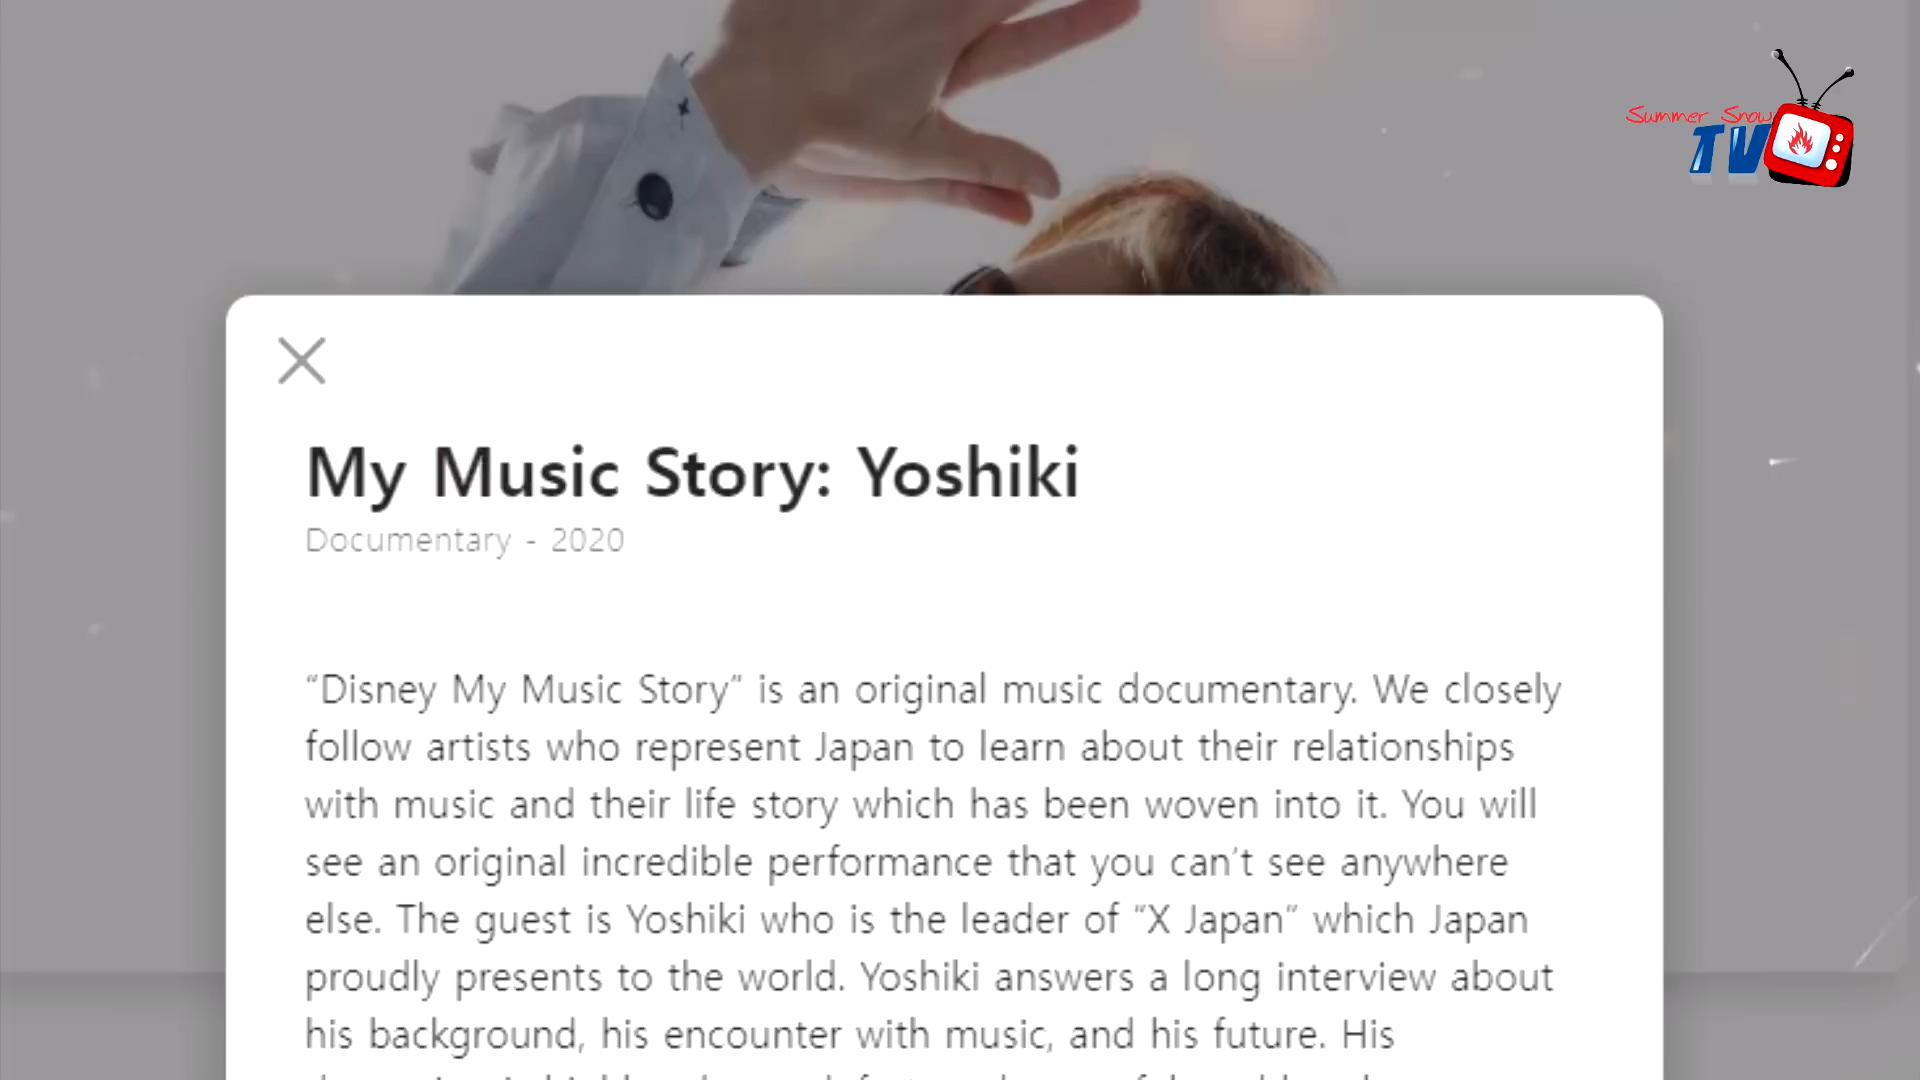 Summer Snow
TV
My Music Story: Yoshiki
Documentary - 2020
“Disney My Music Story” is an original music documentary. We closely
follow artists who represent Japan to learn about their relationships
with music and their life story which has been woven into it. You will
see an original incredible performance that you can’t see anywhere
else. The guest is Yoshiki who is the leader of “X Japan” which Japan
proudly presents to the world. Yoshiki answers a long interview about
his background, his encounter with music, and his future. His